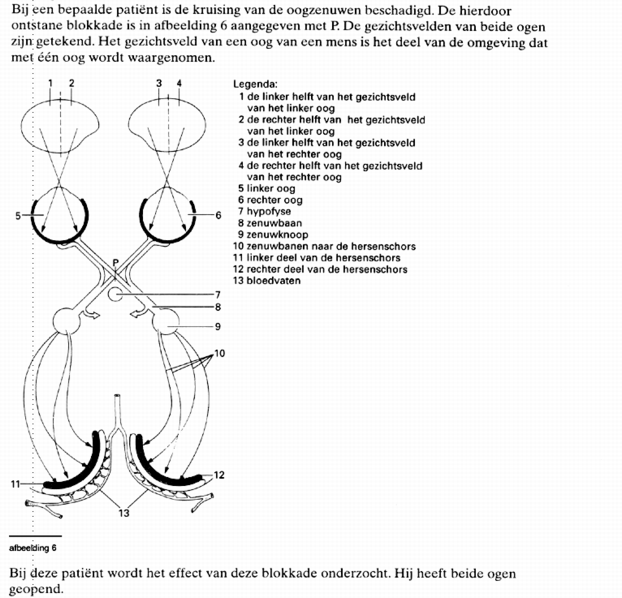 Bij een bepaalde patiënt is de kruising van de oogzenuwen beschadigd. De hierdoor
ontstane blokkade is in afbeelding 6 aangegeven met P. De gezichtsvelden van beide ogen
zijn getekend. Het gezichtsveld van een oog van een mens is het deel van de omgeving dat
met één oog wordt waargenomen.
1 2 3 4
Legenda:
1 de linker helft van het gezichtsveld
van het linker oog
2 de rechter helft van het gezichtsveld
van het linker oog
3 de linker helft van het gezichtsveld
van het rechter oog
4 de rechter helft van het gezichtsveld
van het rechter oog
5 linker oog
6 rechter oog
7 hypofyse
8 zenuwbaan
9 zenuwknoop
10 zenuwbanen naar de hersenschors
11 linker deel van de hersenschors
12 rechter deel van de hersenschors
13 bloedvaten
5 6
P
7
8
9
10
11 12
13
afbeelding 6
Bij deze patiënt wordt het effect van deze blokkade onderzocht. Hij heeft beide ogen
geopend.